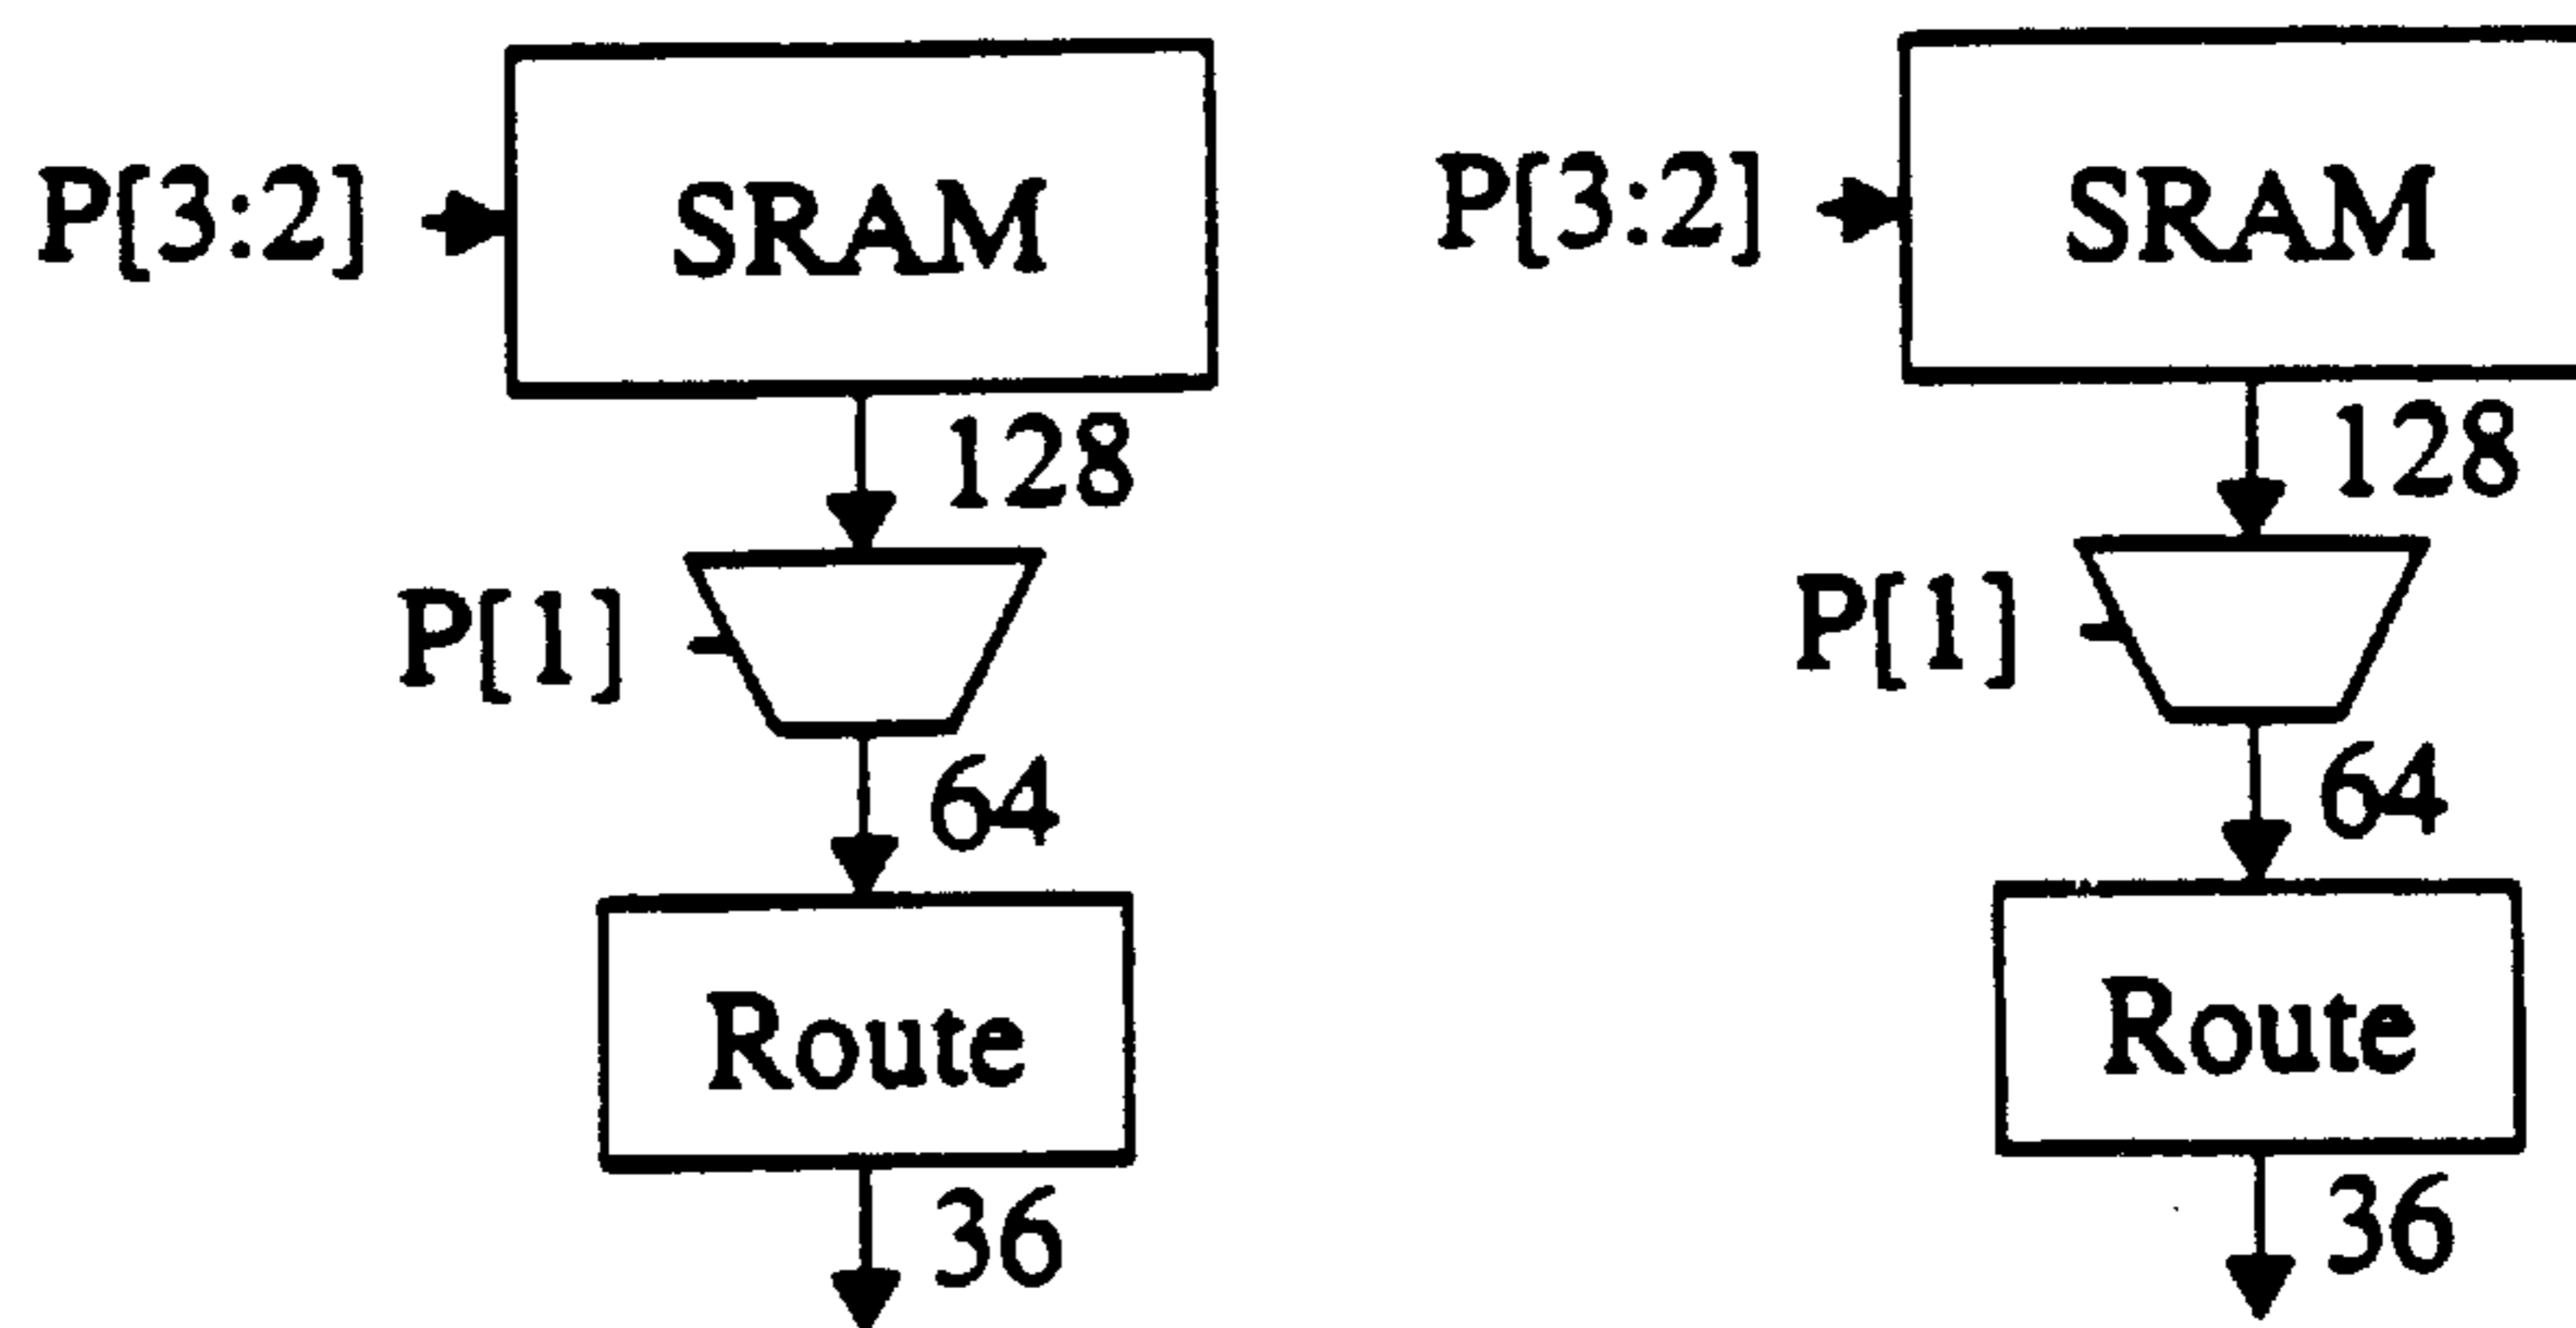 P[3:2] SRAM P[3:2] SRAM
128 128
P[1] P[1]
64 64
Route Route
36 36